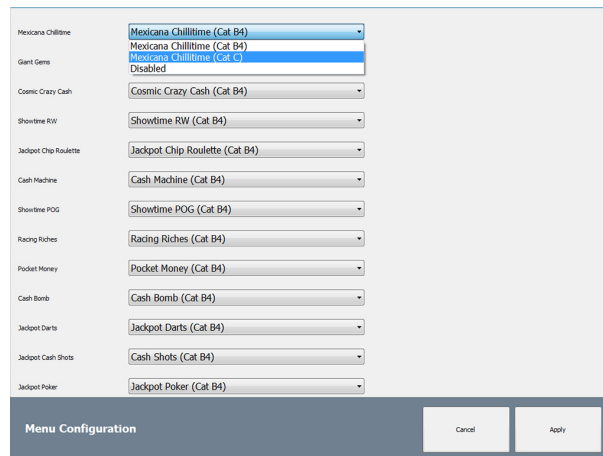 Mexicana Chillitime Mexicana Chillitime (Cat B4)
Mexicana Chillitime (Cat B4)
Mexicana Chillitime (Cat C)
Giant Gems
Disabled
Cosmic Crazy Cash Cosmic Crazy Cash (Cat B4)
Showtime RW Showtime RW (Cat B4)
Jackpot Chip Roulette Jackpot Chip Roulette (Cat B4)
Cash Machine Cash Machine (Cat B4)
Showtime POG Showtime POG (Cat B4)
Racing Riches Racing Riches (Cat B4)
Pocket Money Pocket Money (Cat B4)
Cash Bomb Cash Bomb (Cat B4)
Jackpot Darts Jackpot Darts (Cat B4)
Jackpot Cash Shots Cash Shots (Cat B4)
Jackpot Poker Jackpot Poker (Cat B4)
Menu Configuration Cancel Apply